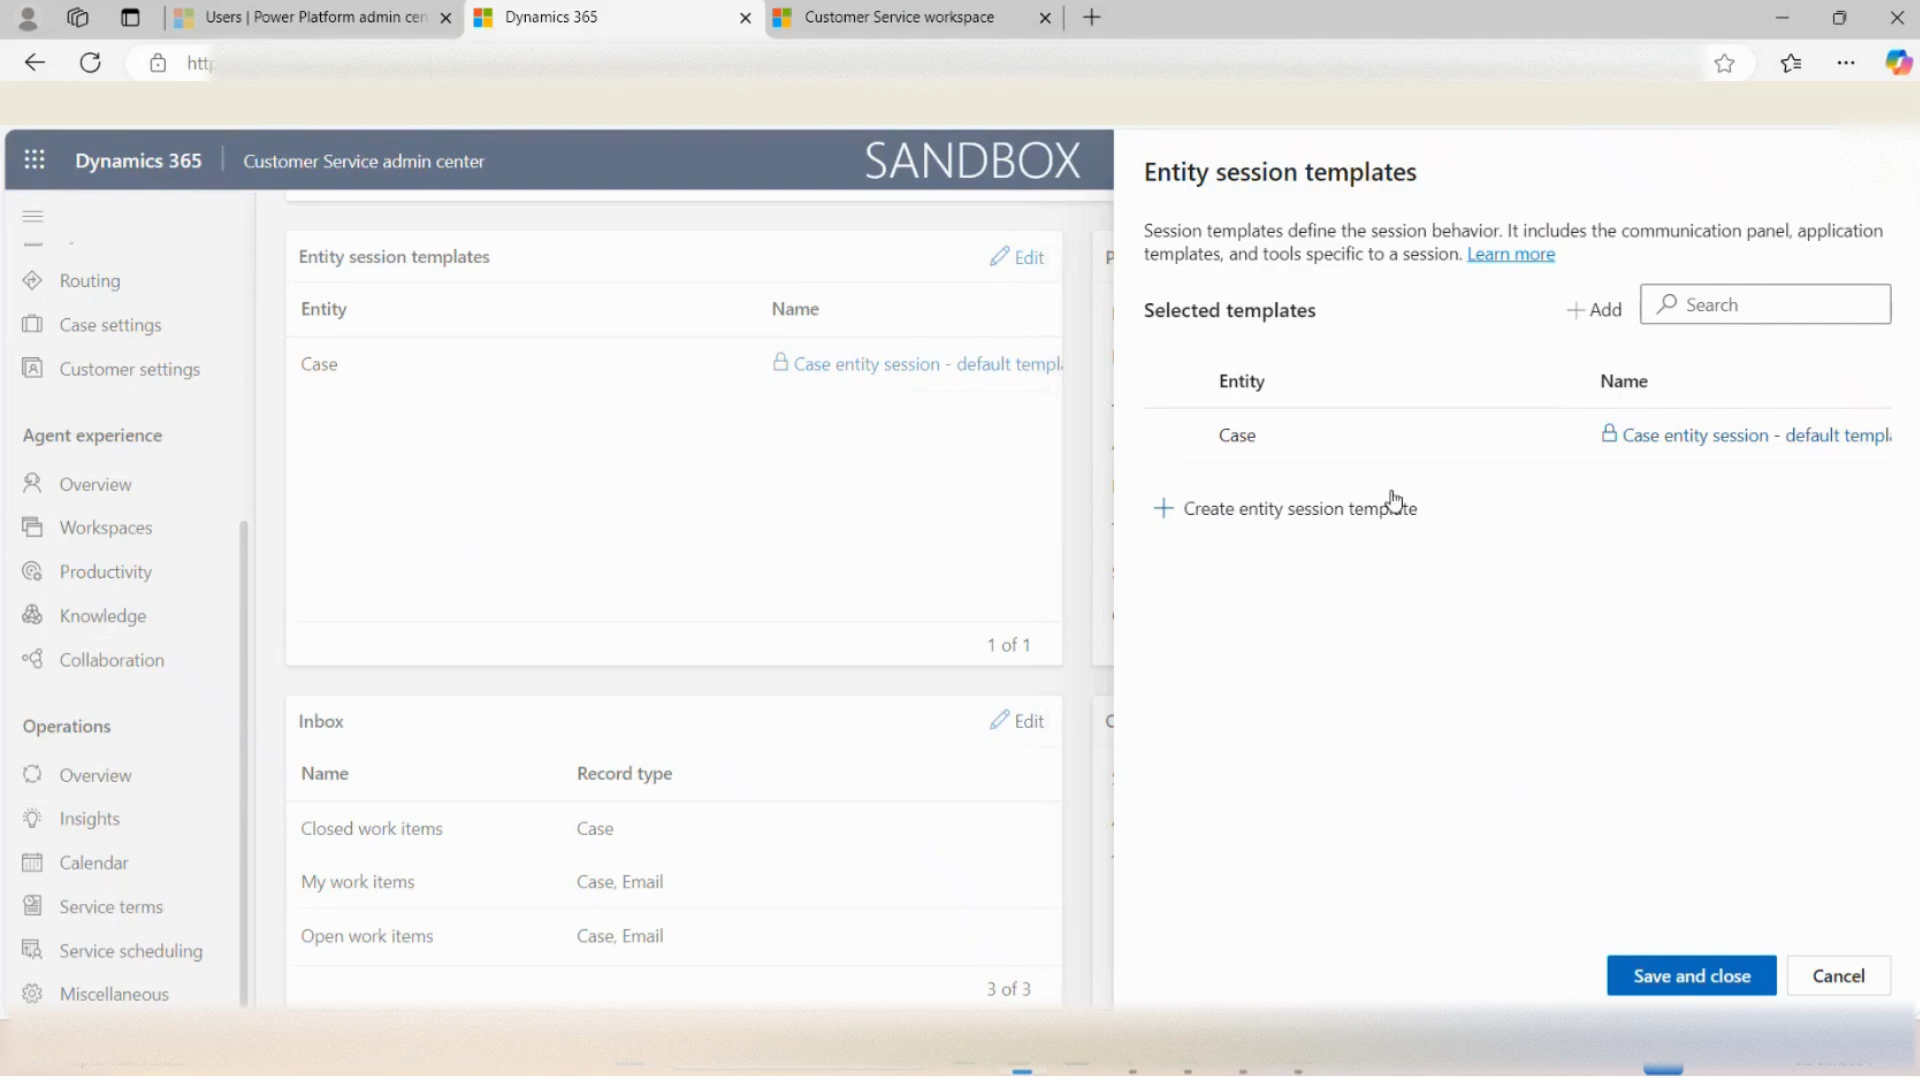 Users | Power Platform admin cen
Dynamics 365
Customer Service workspace
http
Dynamics 365
Customer Service admin center
SANDBOX
Routing
Case settings
Customer settings
Agent experience
Overview
Workspaces
Productivity
Knowledge
Collaboration
Operations
Overview
Insights
Calendar
Service terms
Service scheduling
Miscellaneous
Entity session templates
Edit
Entity Name
Case Case entity session - default templ
1 of 1
Inbox
Edit
Name Record type
Closed work items Case
My work items Case, Email
Open work items Case, Email
3 of 3
Entity session templates
Session templates define the session behavior. It includes the communication panel, application
templates, and tools specific to a session. Learn more
Selected templates
Add
Search
Entity Name
Case Case entity session - default templ
Create entity session template
Save and close
Cancel